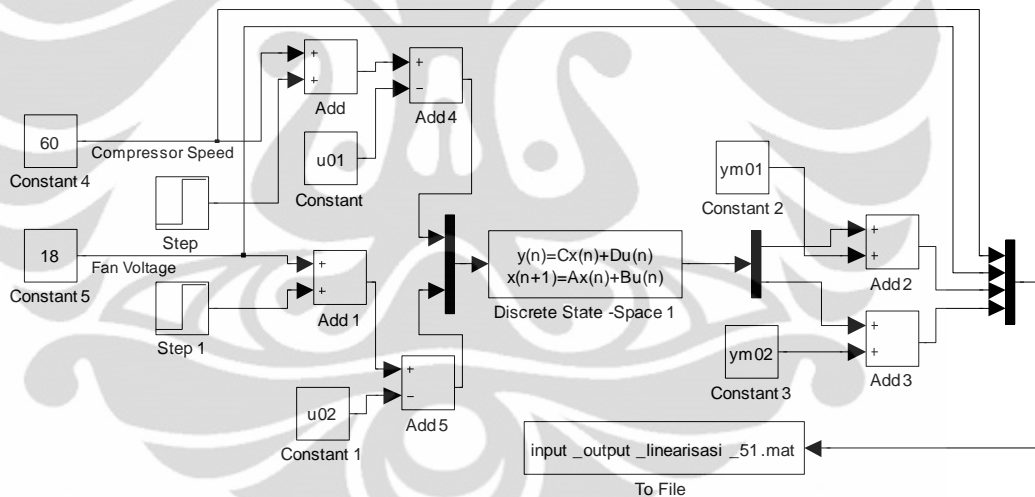 +
+
Add
+
−
Add 4
60
Compressor Speed
Constant 4
u01
Constant
Step
ym01
Constant 2
18
Fan Voltage
Constant 5
+
+
Add 1
y(n)=Cx(n)+Du(n)
x(n+1)=Ax(n)+Bu(n)
Discrete State -Space 1
+
+
Add 2
Step 1
ym02
Constant 3
+
+
Add 3
+
−
Add 5
u02
Constant 1
input _output _linearisasi _51 .mat
To File